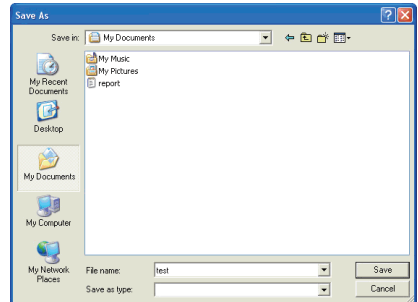 Save As
Save in: My Documents
My Music
My Pictures
report
My Recent
Documents
Desktop
My Documents
My Computer
My Network
Places
File name: test Save
Save as type: Cancel